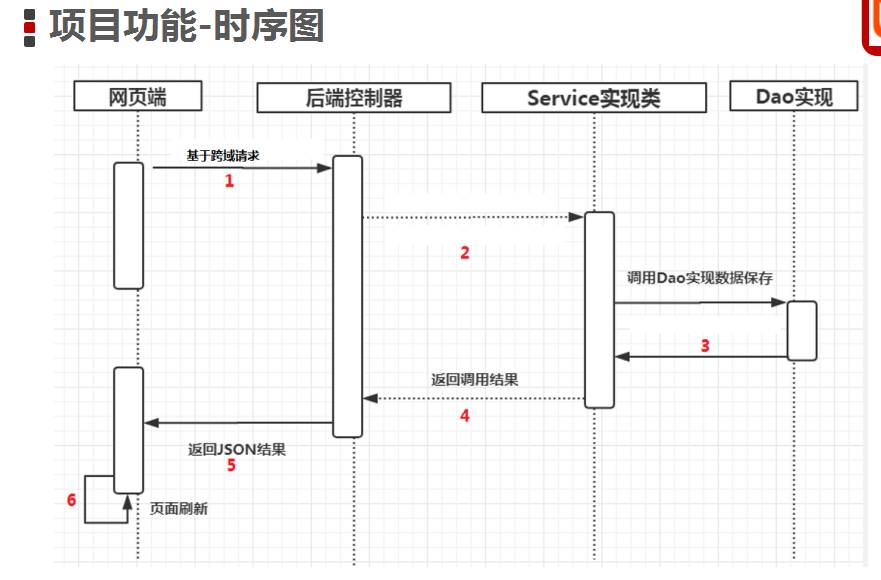 项目功能-时序图
网页端
后端控制器
Service实现类
Dao实现
基于跨域请求
1
2
调用Dao实现数据保存
3
返回调用结果
4
返回JSON结果
5
6
页面刷新